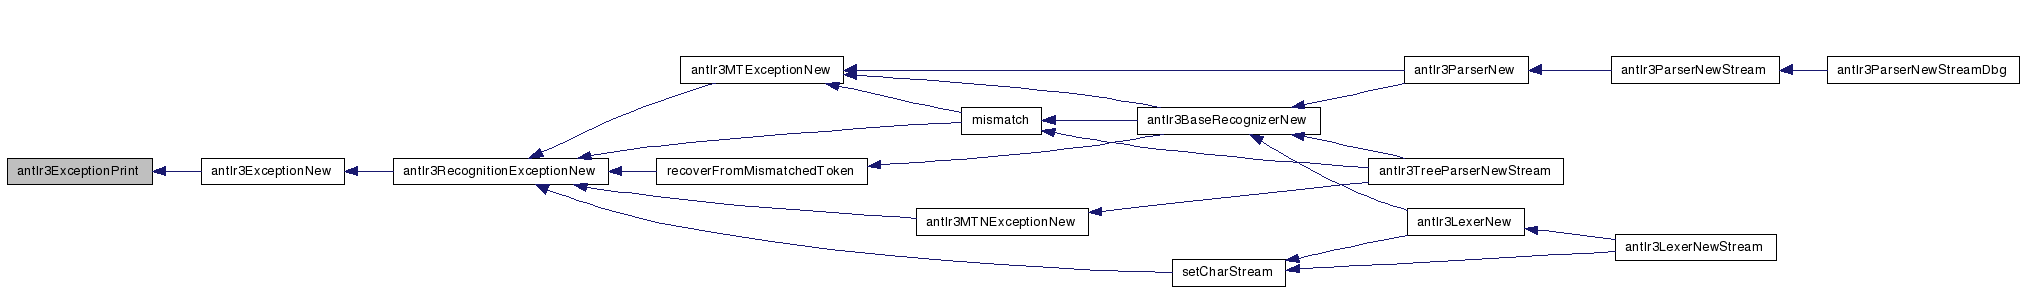 antlr3MTExceptionNew
antlr3ParserNew
antlr3ParserNewStream
antlr3ParserNewStreamDbg
mismatch
antlr3BaseRecognizerNew
antlr3ExceptionPrint
antlr3ExceptionNew
antlr3RecognitionExceptionNew
recoverFromMismatchedToken
antlr3TreeParserNewStream
antlr3MTNExceptionNew
antlr3LexerNew
antlr3LexerNewStream
setCharStream